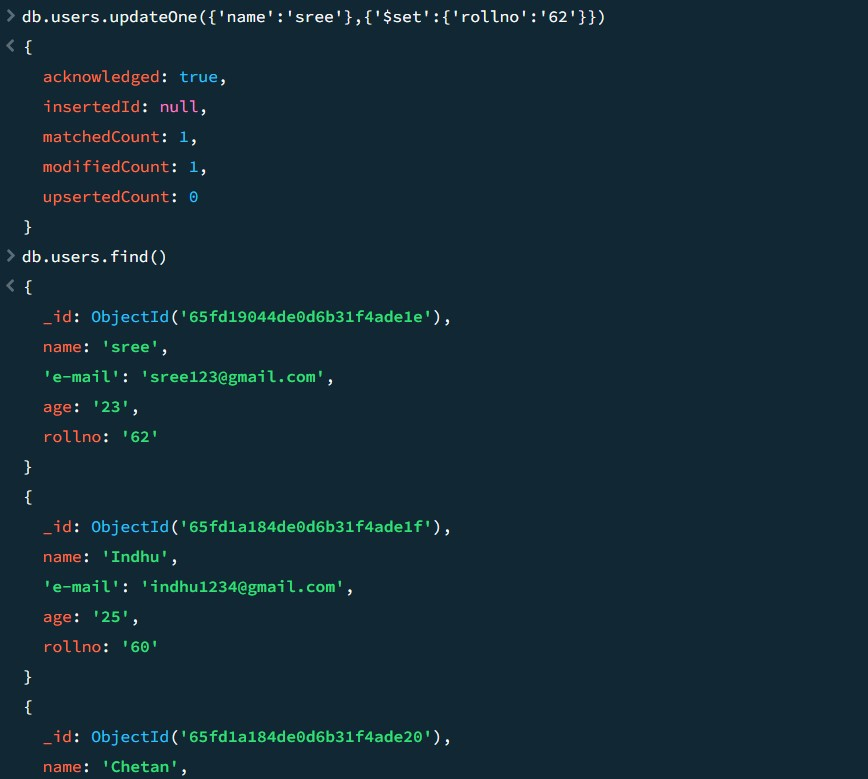 > db.users.updateOne({'name':'sree'},{'$set':{'rollno':'62'}})
< {
acknowledged: true,
insertedId: null,
matchedCount: 1,
modifiedCount: 1,
upsertedCount: 0
}
> db.users.find()
< {
_id: ObjectId('65fd19044de0d6b31f4ade1e'),
name: 'sree',
'e-mail': 'sree123@gmail.com',
age: '23',
rollno: '62'
}
{
_id: ObjectId('65fd1a184de0d6b31f4ade1f'),
name: 'Indhu',
'e-mail': 'indhu1234@gmail.com',
age: '25',
rollno: '60'
}
{
_id: ObjectId('65fd1a184de0d6b31f4ade20'),
name: 'Chetan',